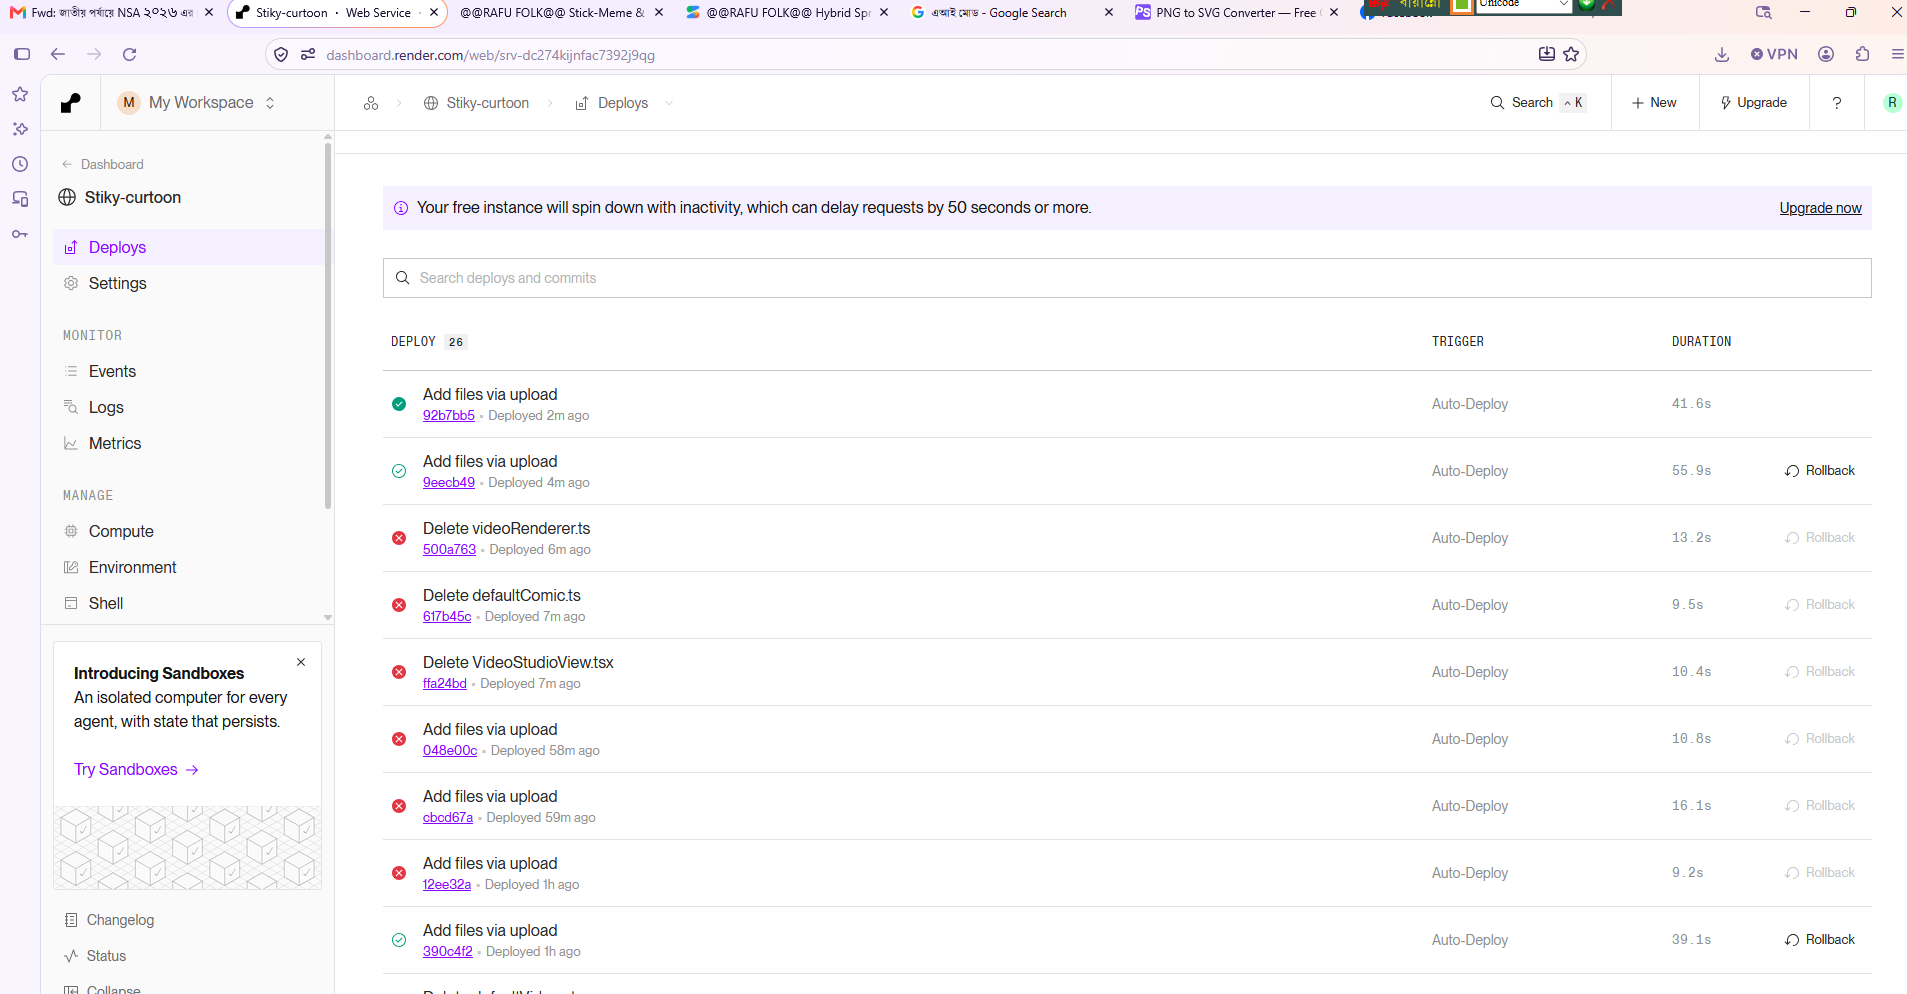 Fwd: জাতীয় পর্যায়ে NSA ২০২৬ এর
Stiky-curtoon · Web Service ·
@@RAFU FOLK@@ Stick-Meme &
@@RAFU FOLK@@ Hybrid Spr
এআই মোড - Google Search
PS PNG to SVG Converter — Free
Unicode
dashboard.render.com/web/srv-dc274kijnfac7392j9qg
VPN
M My Workspace
Stiky-curtoon
Deploys
Search ^ K
+ New
Upgrade
?
R
Dashboard
Stiky-curtoon
Deploys
Settings
MONITOR
Events
Logs
Metrics
MANAGE
Compute
Environment
Shell
Introducing Sandboxes
An isolated computer for every
agent, with state that persists.
Try Sandboxes →
Changelog
Status
Collapse
Your free instance will spin down with inactivity, which can delay requests by 50 seconds or more.
Upgrade now
Search deploys and commits
DEPLOY 26 TRIGGER DURATION
Add files via upload
92b7bb5 • Deployed 2m ago
Auto-Deploy
41.6s
Add files via upload
9eecb49 • Deployed 4m ago
Auto-Deploy
55.9s
Rollback
Delete videoRenderer.ts
500a763 • Deployed 6m ago
Auto-Deploy
13.2s
Rollback
Delete defaultComic.ts
617b45c • Deployed 7m ago
Auto-Deploy
9.5s
Rollback
Delete VideoStudioView.tsx
ffa24bd • Deployed 7m ago
Auto-Deploy
10.4s
Rollback
Add files via upload
048e00c • Deployed 58m ago
Auto-Deploy
10.8s
Rollback
Add files via upload
cbcd67a • Deployed 59m ago
Auto-Deploy
16.1s
Rollback
Add files via upload
12ee32a • Deployed 1h ago
Auto-Deploy
9.2s
Rollback
Add files via upload
390c4f2 • Deployed 1h ago
Auto-Deploy
39.1s
Rollback